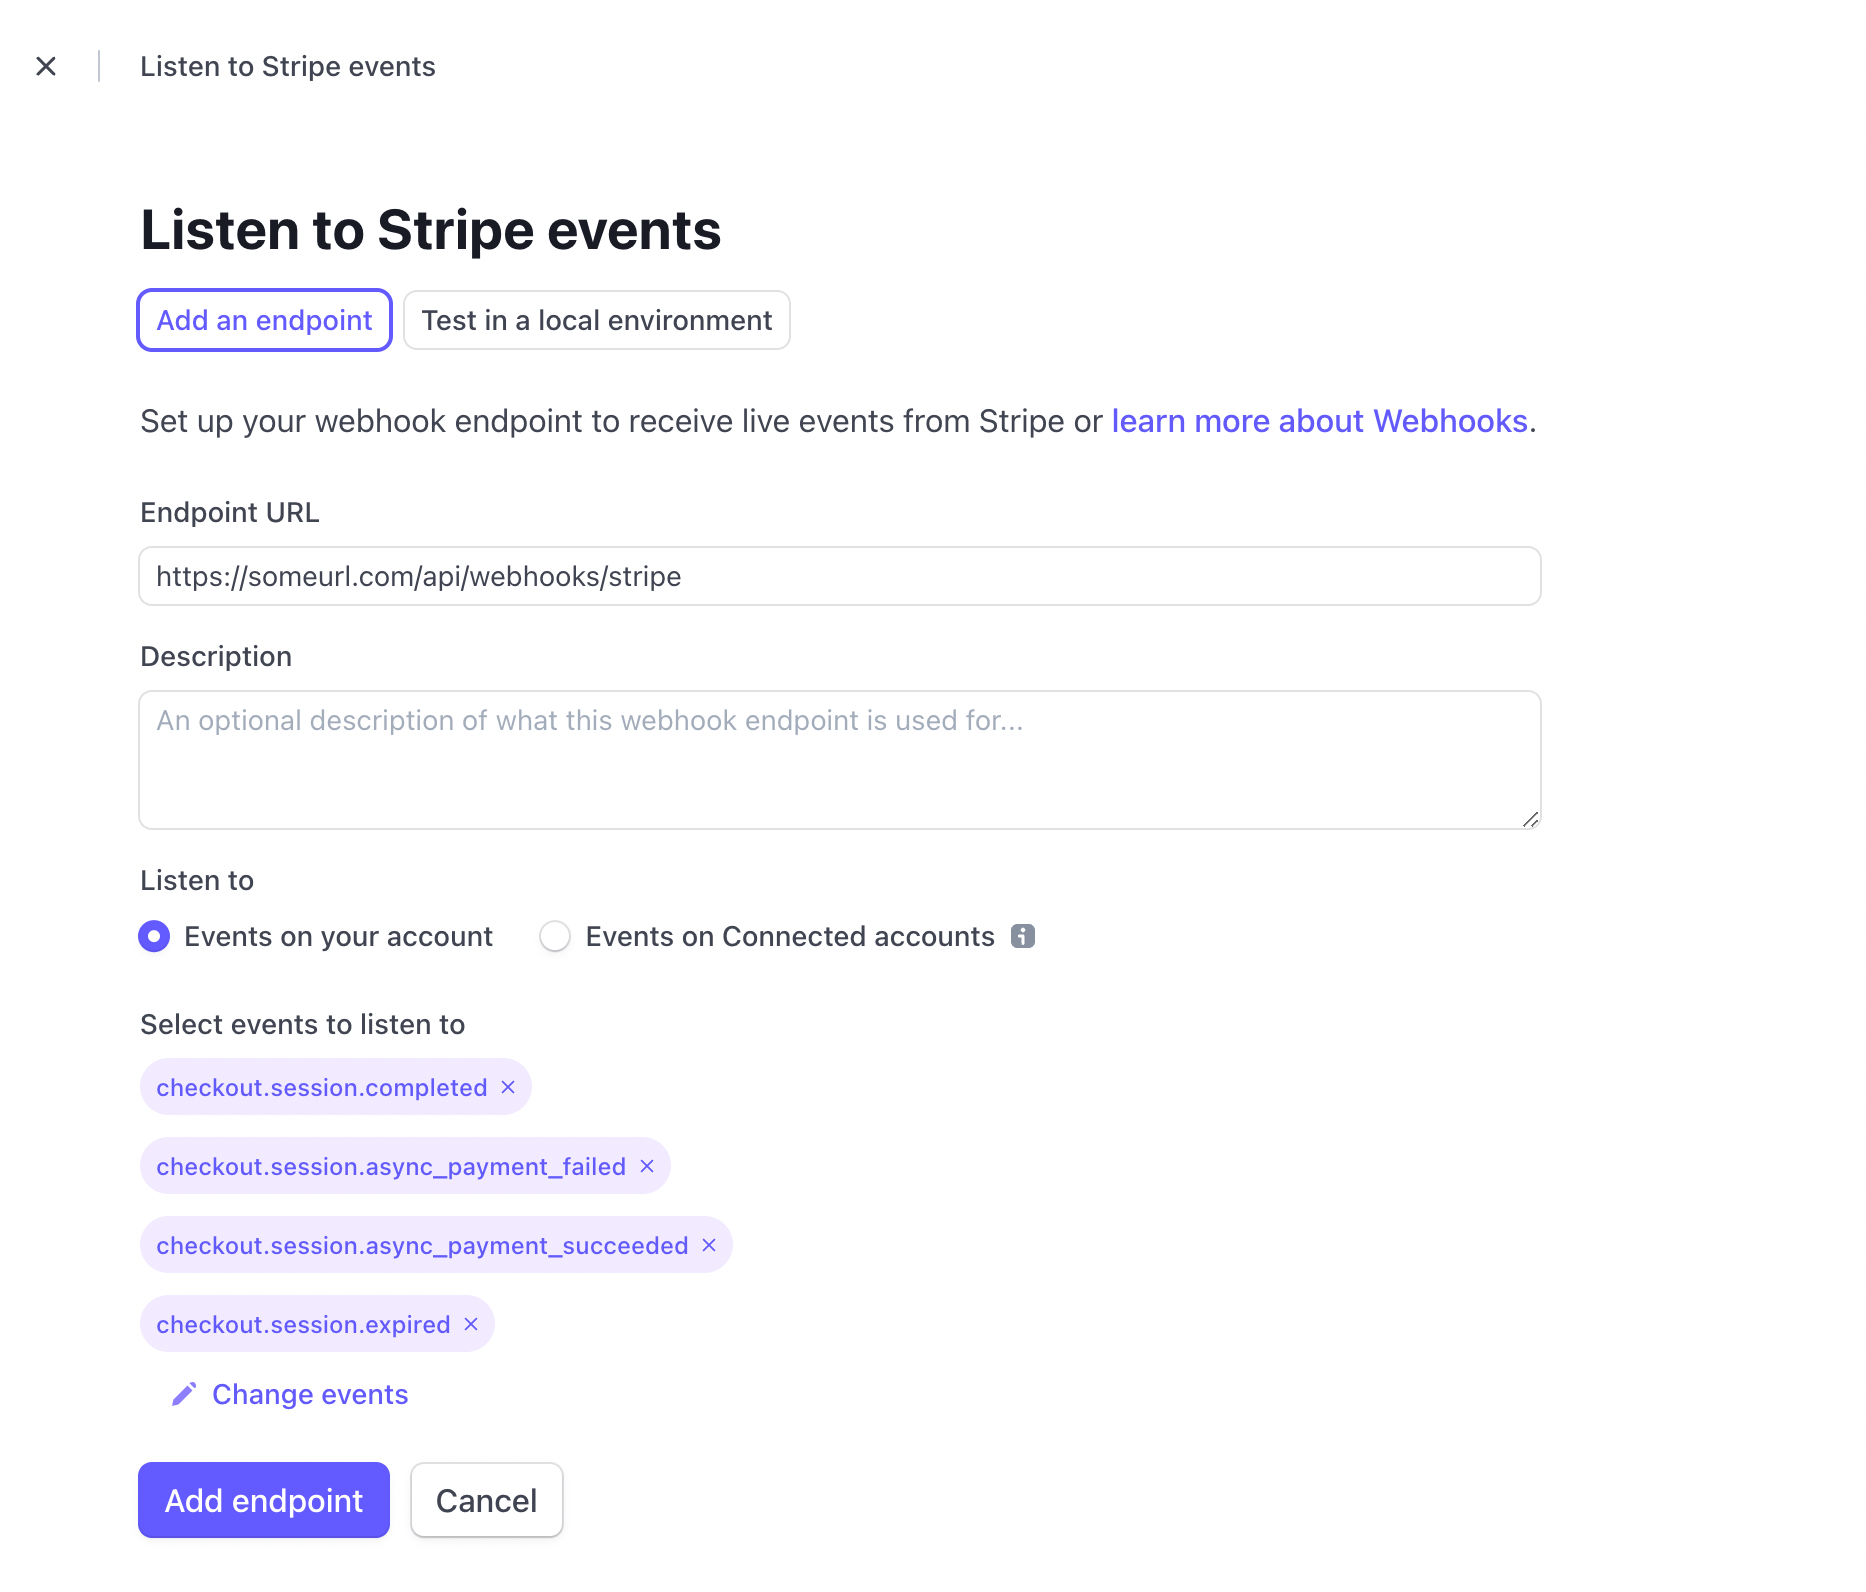 Listen to Stripe events
Listen to Stripe events
Add an endpoint Test in a local environment
Set up your webhook endpoint to receive live events from Stripe or learn more about Webhooks.
Endpoint URL
https://someurl.com/api/webhooks/stripe
Description
An optional description of what this webhook endpoint is used for...
Listen to
Events on your account Events on Connected accounts
Select events to listen to
checkout.session.completed
checkout.session.async_payment_failed
checkout.session.async_payment_succeeded
checkout.session.expired
Change events
Add endpoint Cancel